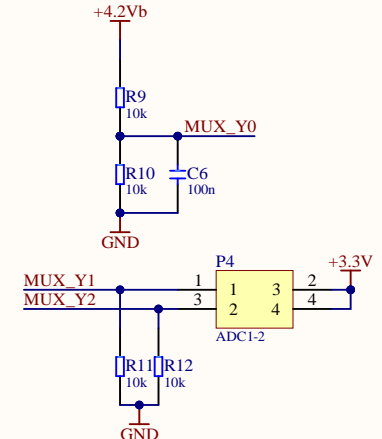 +4.2Vb
R9
10k
MUX_Y0
R10
10k
C6
100n
GND
P4
+3.3V
MUX_Y1
1
1
3
2
MUX_Y2
3
2
4
4
ADC1-2
R11
10k
R12
10k
GND